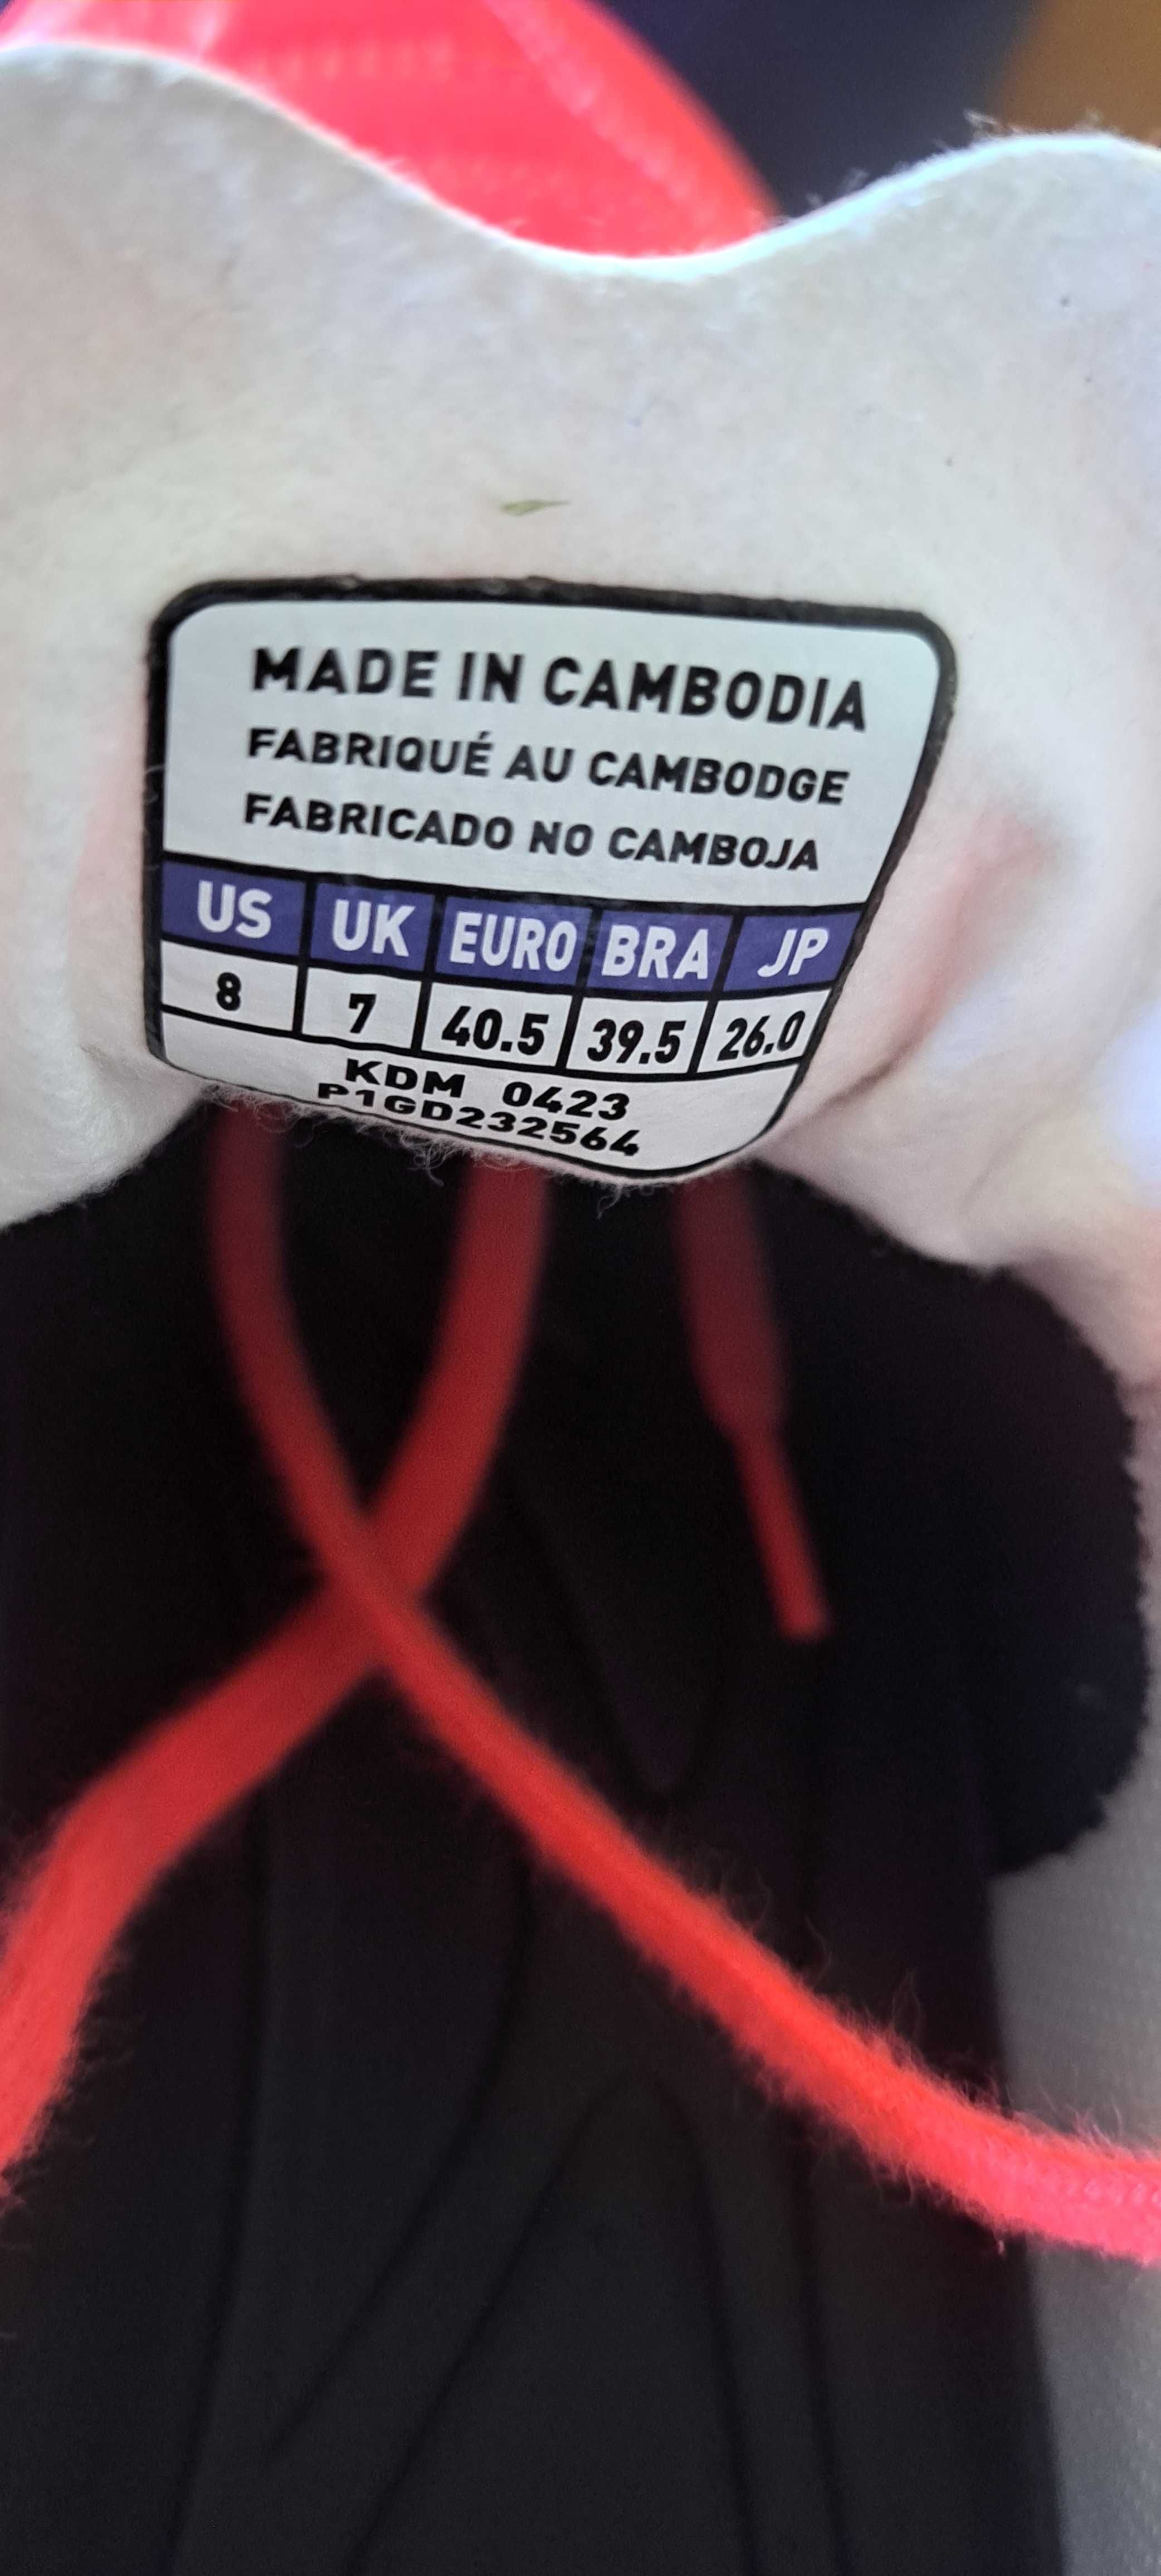 MADE IN CAMBODIA
FABRIQUÉ AU CAMBODGE
FABRICADO NO CAMBOJA
US UK EURO BRA JP
8 7 40.5 39.5 26.0
KDM 0423
P1GD232564